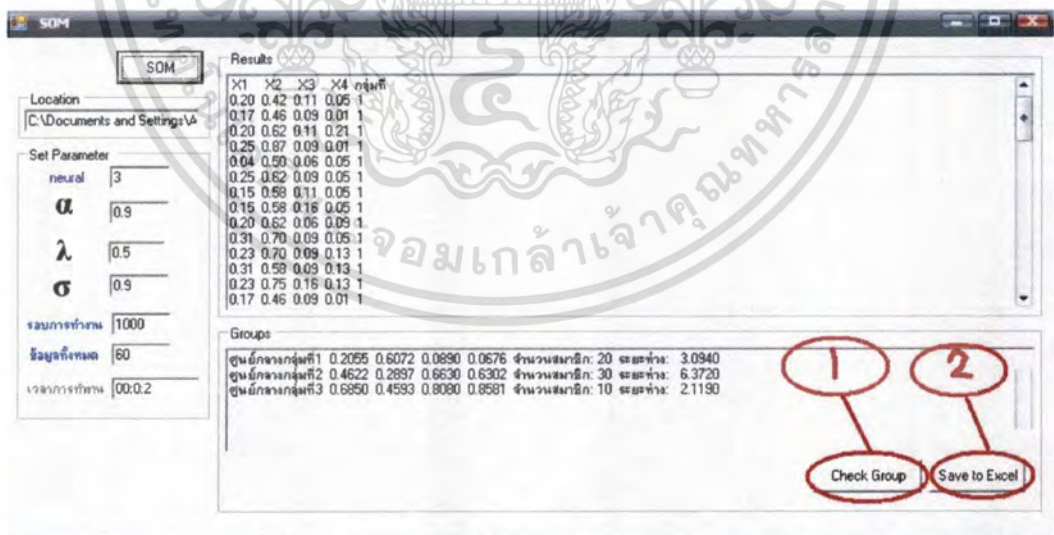 SOM
SOM
Location
C:\Documents and Settings\A
Set Parameter
neural 3
α 0.9
λ 0.5
σ 0.9
รอบการทำงาน 1000
ข้อมูลทั้งหมด 60
เวลาการทำงาน 00:0.2
Results
X1 X2 X3 X4 กลุ่มที่
0.20 0.42 0.11 0.05 1
0.17 0.46 0.09 0.01 1
0.20 0.62 0.11 0.21 1
0.25 0.87 0.09 0.01 1
0.04 0.50 0.06 0.05 1
0.25 0.62 0.09 0.05 1
0.15 0.58 0.11 0.05 1
0.15 0.58 0.16 0.05 1
0.20 0.62 0.06 0.09 1
0.31 0.70 0.09 0.05 1
0.23 0.70 0.09 0.13 1
0.31 0.58 0.09 0.13 1
0.23 0.75 0.16 0.13 1
0.17 0.46 0.09 0.01 1
Groups
ศูนย์กลางกลุ่มที่1 0.2055 0.6072 0.0890 0.0676 จำนวนสมาชิก: 20 ระยะห่าง: 3.0940
ศูนย์กลางกลุ่มที่2 0.4622 0.2897 0.6630 0.6302 จำนวนสมาชิก: 30 ระยะห่าง: 6.3720
ศูนย์กลางกลุ่มที่3 0.6850 0.4593 0.8080 0.8581 จำนวนสมาชิก: 10 ระยะห่าง: 2.1190
1 2
Check Group Save to Excel